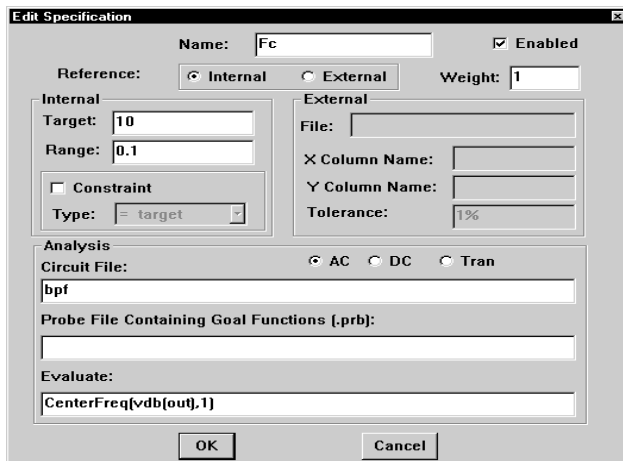 Edit Specification
Name: Fc Enabled
Reference: Internal External Weight: 1
Internal
Target: 10
Range: 0.1
Constraint
Type: = target
External
File:
X Column Name:
Y Column Name:
Tolerance: 1%
Analysis
Circuit File: AC DC Tran
bpf
Probe File Containing Goal Functions (.prb):
Evaluate:
CenterFreq(vdb(out),1)
OK Cancel